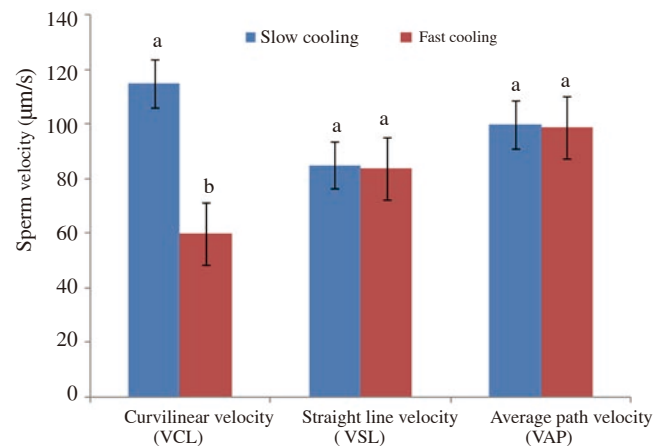 140
120
100
80
60
40
20
0
Sperm velocity (µm/s)
Slow cooling Fast cooling
a
b
a a
a a
Curvilinear velocity Straight line velocity Average path velocity
(VCL) ( VSL) (VAP)